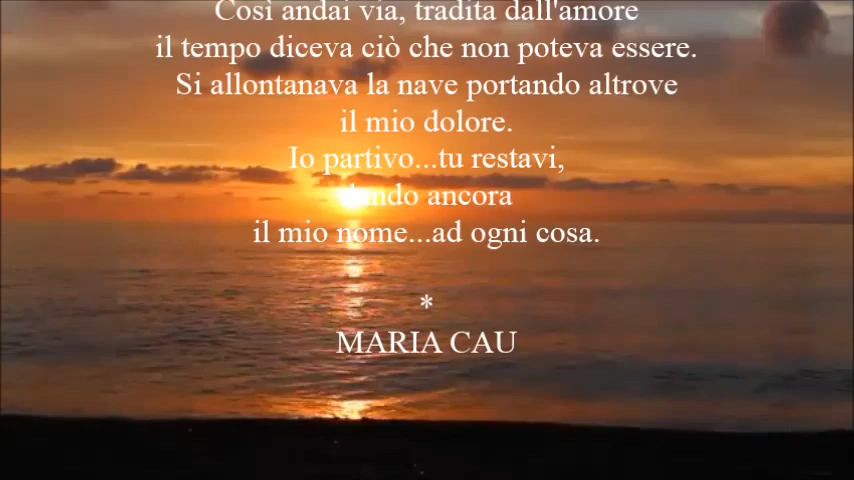 Così andai via, tradita dall'amore
il tempo diceva ciò che non poteva essere.
Si allontanava la nave portando altrove
il mio dolore.
Io partivo...tu restavi,
dando ancora
il mio nome...ad ogni cosa.
*
MARIA CAU